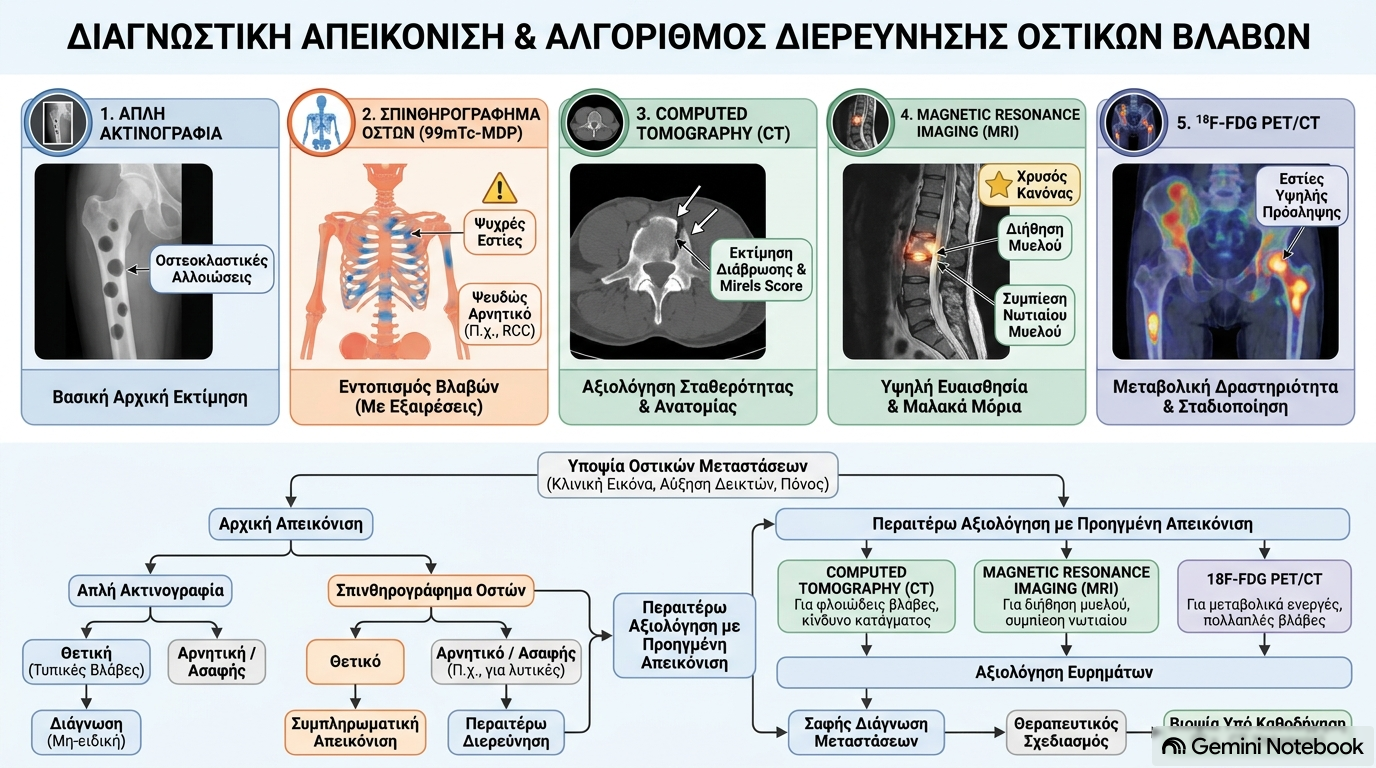 ΔΙΑΓΝΩΣΤΙΚΗ ΑΠΕΙΚΟΝΙΣΗ & ΑΛΓΟΡΙΘΜΟΣ ΔΙΕΡΕΥΝΗΣΗΣ ΟΣΤΙΚΩΝ ΒΛΑΒΩΝ
1. ΑΠΛΗ
ΑΚΤΙΝΟΓΡΑΦΙΑ
Οστεοκλαστικές
Αλλοιώσεις
Βασική Αρχική Εκτίμηση
2. ΣΠΙΝΘΗΡΟΓΡΑΦΗΜΑ
ΟΣΤΩΝ (99mTc-MDP)
Ψυχρές
Εστίες
Ψευδώς
Αρνητικό
(Π.χ., RCC)
Εντοπισμός Βλαβών
(Με Εξαιρέσεις)
3. COMPUTED
TOMOGRAPHY (CT)
Εκτίμηση
Διάβρωσης &
Mirels Score
Αξιολόγηση Σταθερότητας
& Ανατομίας
4. MAGNETIC RESONANCE
IMAGING (MRI)
Χρυσός
Κανόνας
Διήθηση
Μυελού
Συμπίεση
Νωτιαίου
Μυελού
Υψηλή Ευαισθησία
& Μαλακά Μόρια
5. ¹⁸F-FDG PET/CT
Εστίες
Υψηλής
Πρόσληψης
Μεταβολική Δραστηριότητα
& Σταδιοποίηση
Υποψία Οστικών Μεταστάσεων
(Κλινική Εικόνα, Αύξηση Δεικτών, Πόνος)
Αρχική Απεικόνιση
Απλή Ακτινογραφία
Σπινθηρογράφημα Οστών
Θετική
(Τυπικές Βλάβες)
Αρνητική /
Ασαφής
Θετικό
Αρνητικό / Ασαφής
(Π.χ., για λυτικές)
Διάγνωση
(Μη-ειδική)
Συμπληρωματική
Απεικόνιση
Περαιτέρω
Διερεύνηση
Περαιτέρω
Αξιολόγηση με
Προηγμένη
Απεικόνιση
Περαιτέρω Αξιολόγηση με Προηγμένη Απεικόνιση
COMPUTED
TOMOGRAPHY (CT)
Για φλοιώδεις βλάβες,
κίνδυνο κατάγματος
MAGNETIC RESONANCE
IMAGING (MRI)
Για διήθηση μυελού,
συμπίεση νωτιαίου
18F-FDG PET/CT
Για μεταβολικά ενεργές,
πολλαπλές βλάβες
Αξιολόγηση Ευρημάτων
Σαφής Διάγνωση
Μεταστάσεων
Θεραπευτικός
Σχεδιασμός
Βιοψία Υπό Καθοδήγηση
Gemini Notebook